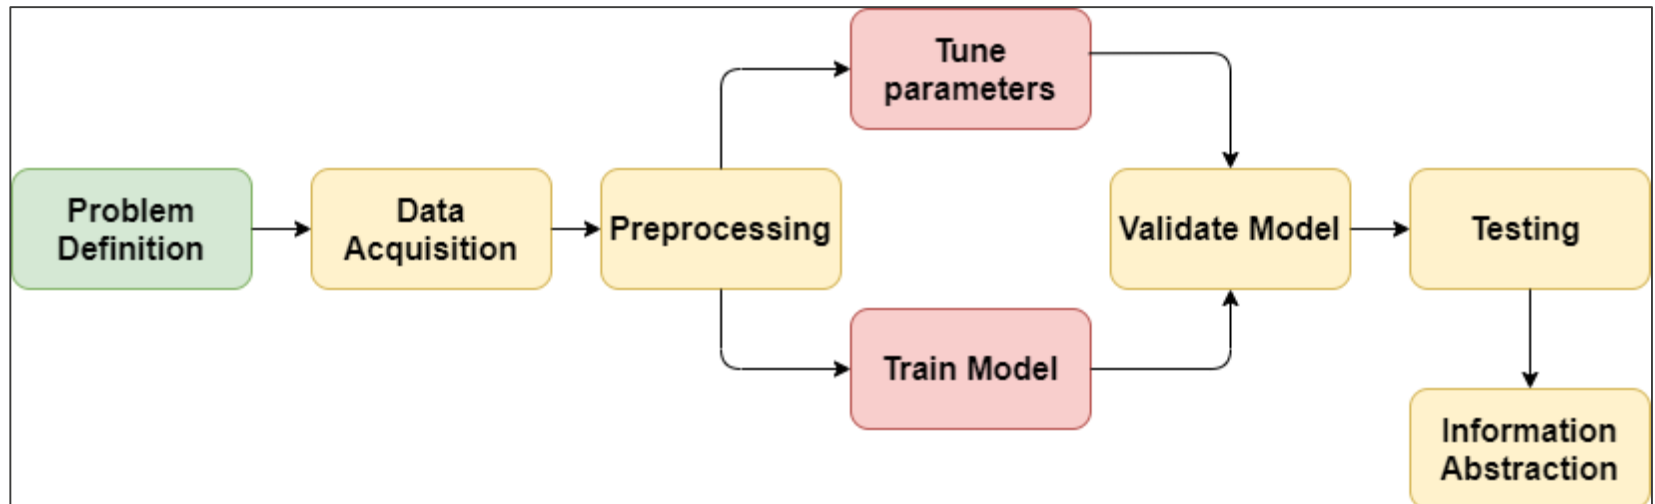 Tune
parameters
Problem
Definition
Data
Acquisition
Preprocessing
Validate Model
Testing
Train Model
Information
Abstraction